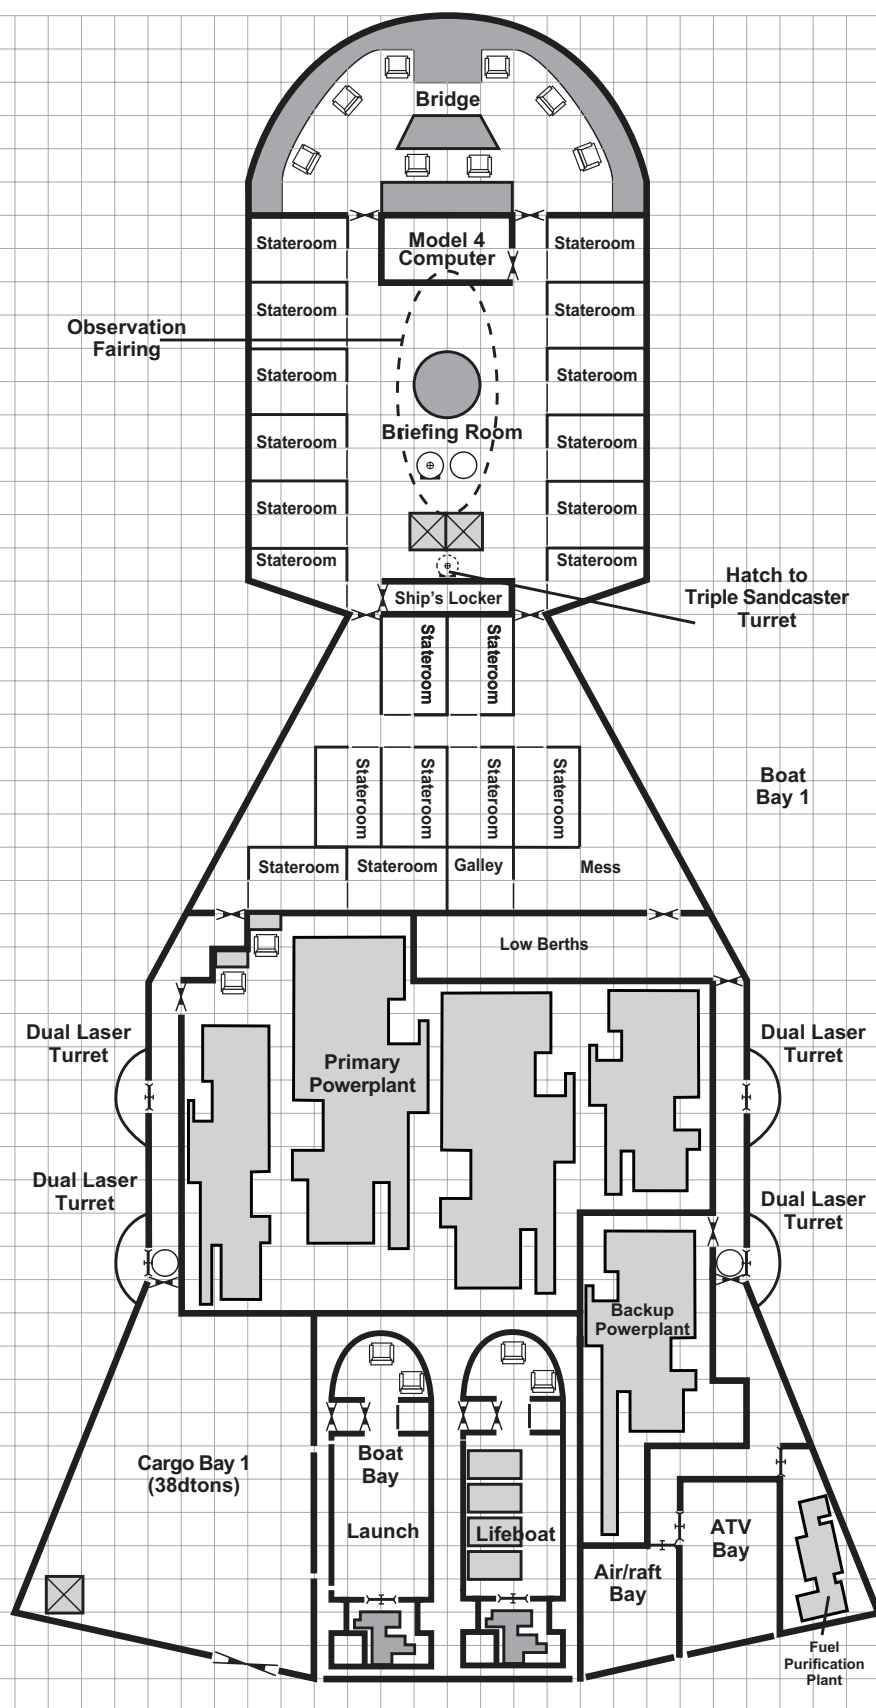 Bridge
Stateroom
Model 4
Computer
Stateroom
Stateroom
Stateroom
Observation
Fairing
Stateroom
Stateroom
Briefing Room
Stateroom
Stateroom
Stateroom
Stateroom
Stateroom
Stateroom
Hatch to
Triple Sandcaster
Turret
Ship's Locker
Stateroom
Stateroom
Stateroom
Stateroom
Stateroom
Stateroom
Boat
Bay 1
Stateroom
Stateroom
Galley
Mess
Low Berths
Dual Laser
Turret
Primary
Powerplant
Dual Laser
Turret
Dual Laser
Turret
Dual Laser
Turret
Backup
Powerplant
Cargo Bay 1
(38dtons)
Boat
Bay
Launch
Lifeboat
ATV
Bay
Air/raft
Bay
Fuel
Purification
Plant